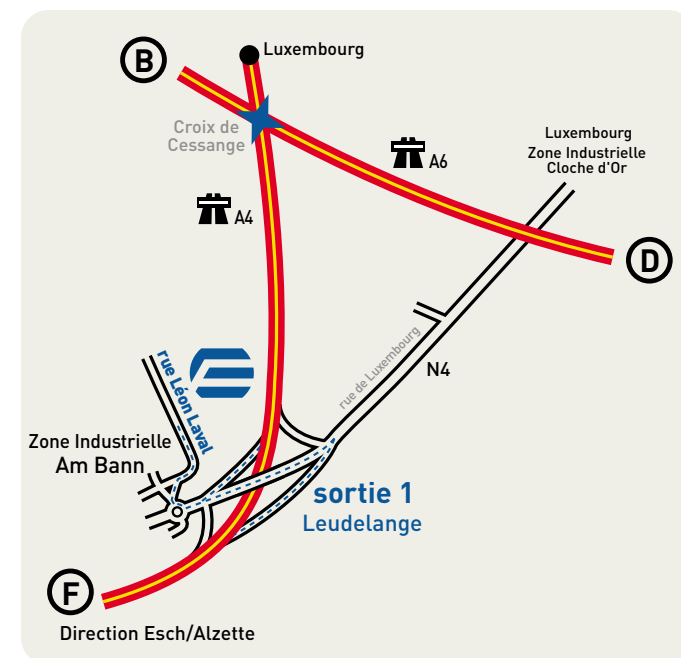 B
Luxembourg
Croix de
Cessange
A6
Luxembourg
Zone Industrielle
Cloche d'Or
A4
D
rue de Luxembourg
N4
rue Léon Laval
Zone Industrielle
Am Bann
sortie 1
Leudelange
F
Direction Esch/Alzette